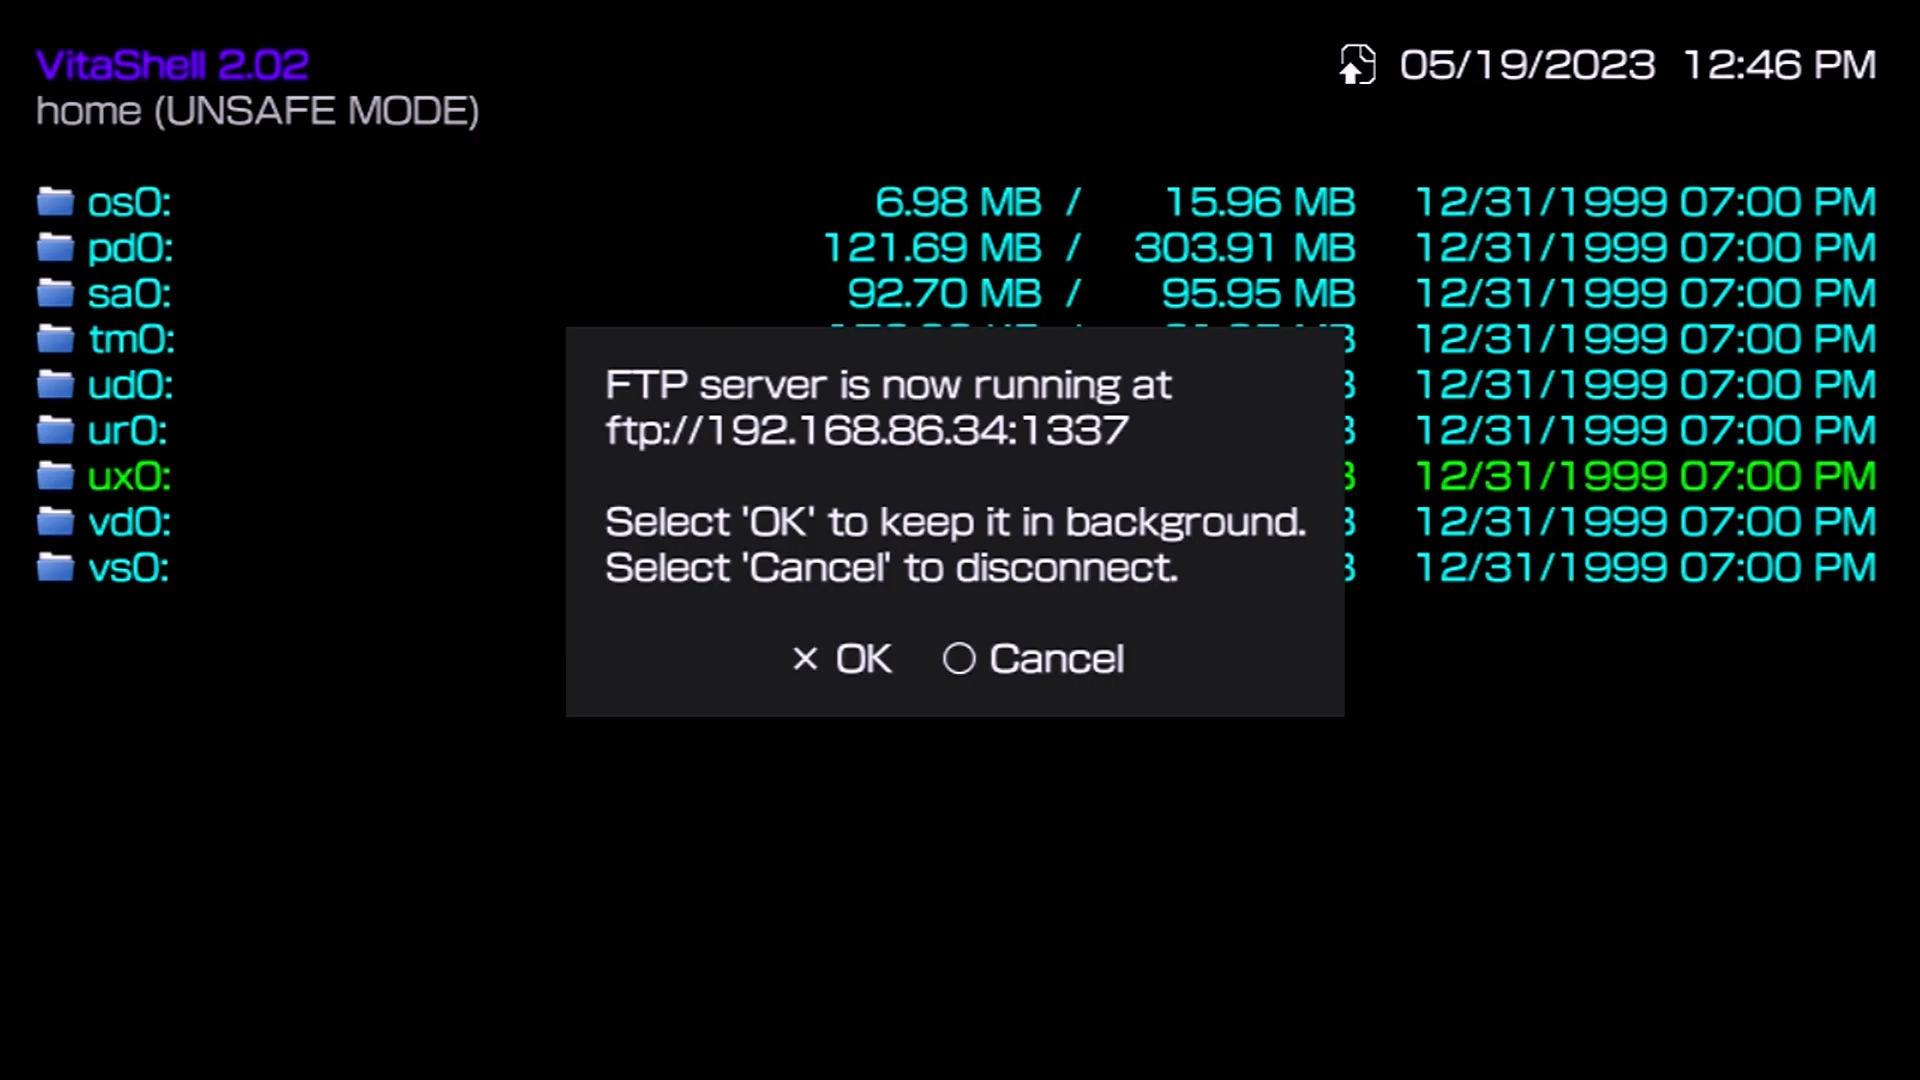 VitaShell 2.02
05/19/2023 12:46 PM
home (UNSAFE MODE)
os0: 6.98 MB / 15.96 MB 12/31/1999 07:00 PM
pd0: 121.69 MB / 303.91 MB 12/31/1999 07:00 PM
sa0: 92.70 MB / 95.95 MB 12/31/1999 07:00 PM
tm0: 12/31/1999 07:00 PM
ud0: 12/31/1999 07:00 PM
ur0: 12/31/1999 07:00 PM
ux0: 12/31/1999 07:00 PM
vd0: 12/31/1999 07:00 PM
vs0: 12/31/1999 07:00 PM
FTP server is now running at
ftp://192.168.86.34:1337
Select 'OK' to keep it in background.
Select 'Cancel' to disconnect.
× OK ○ Cancel